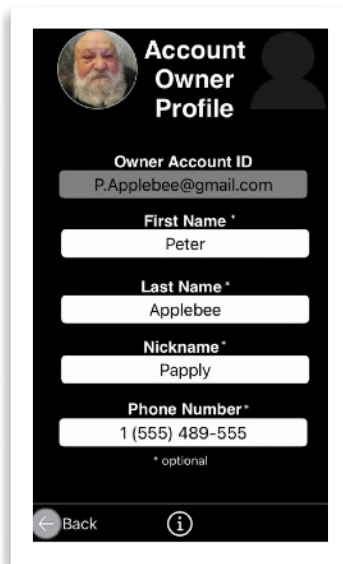 Account
Owner
Profile
Owner Account ID
P.Applebee@gmail.com
First Name *
Peter
Last Name *
Applebee
Nickname *
Papply
Phone Number*
1 (555) 489-555
* optional
Back
i